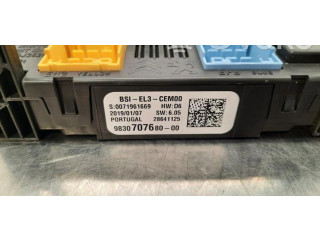 BSI-EL3-CEM00
S:0071961669 HW:D6
2019/01/07 SW:6.05
PORTUGAL 28641125
9830707680-00